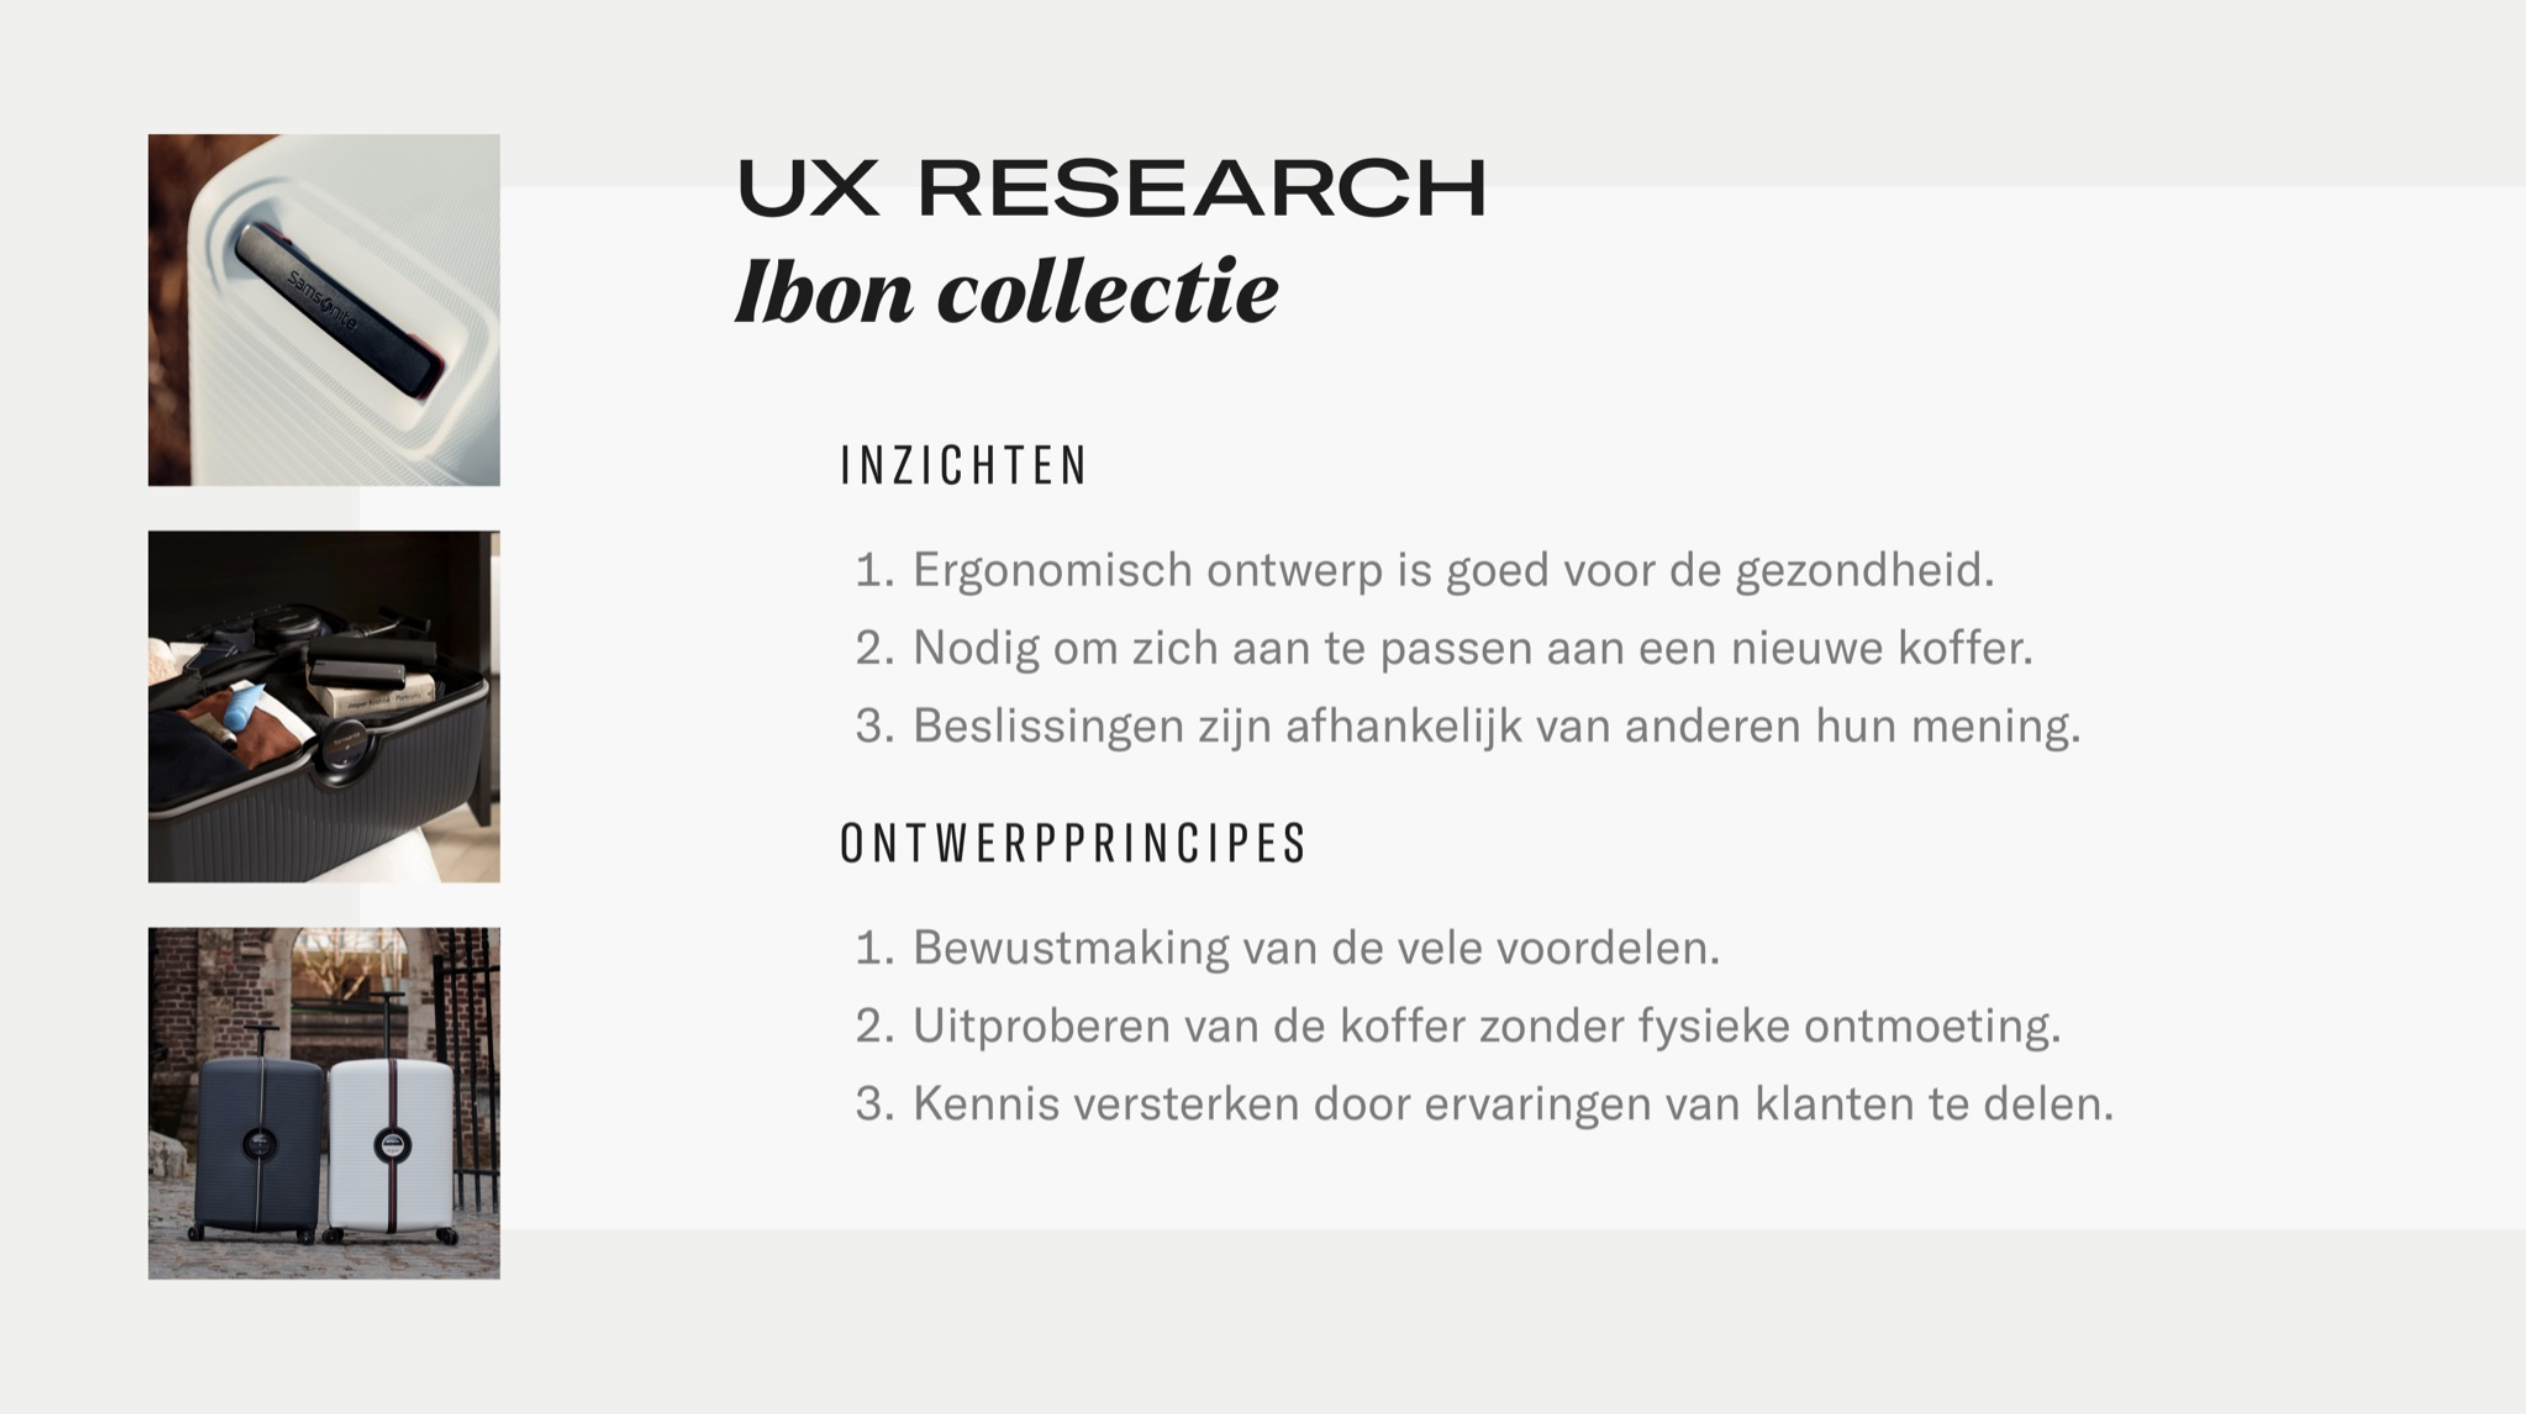 UX RESEARCH
Ibon collectie
INZICHTEN
1. Ergonomisch ontwerp is goed voor de gezondheid.
2. Nodig om zich aan te passen aan een nieuwe koffer.
3. Beslissingen zijn afhankelijk van anderen hun mening.
ONTWERPPRINCIPES
1. Bewustmaking van de vele voordelen.
2. Uitproberen van de koffer zonder fysieke ontmoeting.
3. Kennis versterken door ervaringen van klanten te delen.
Samsonite